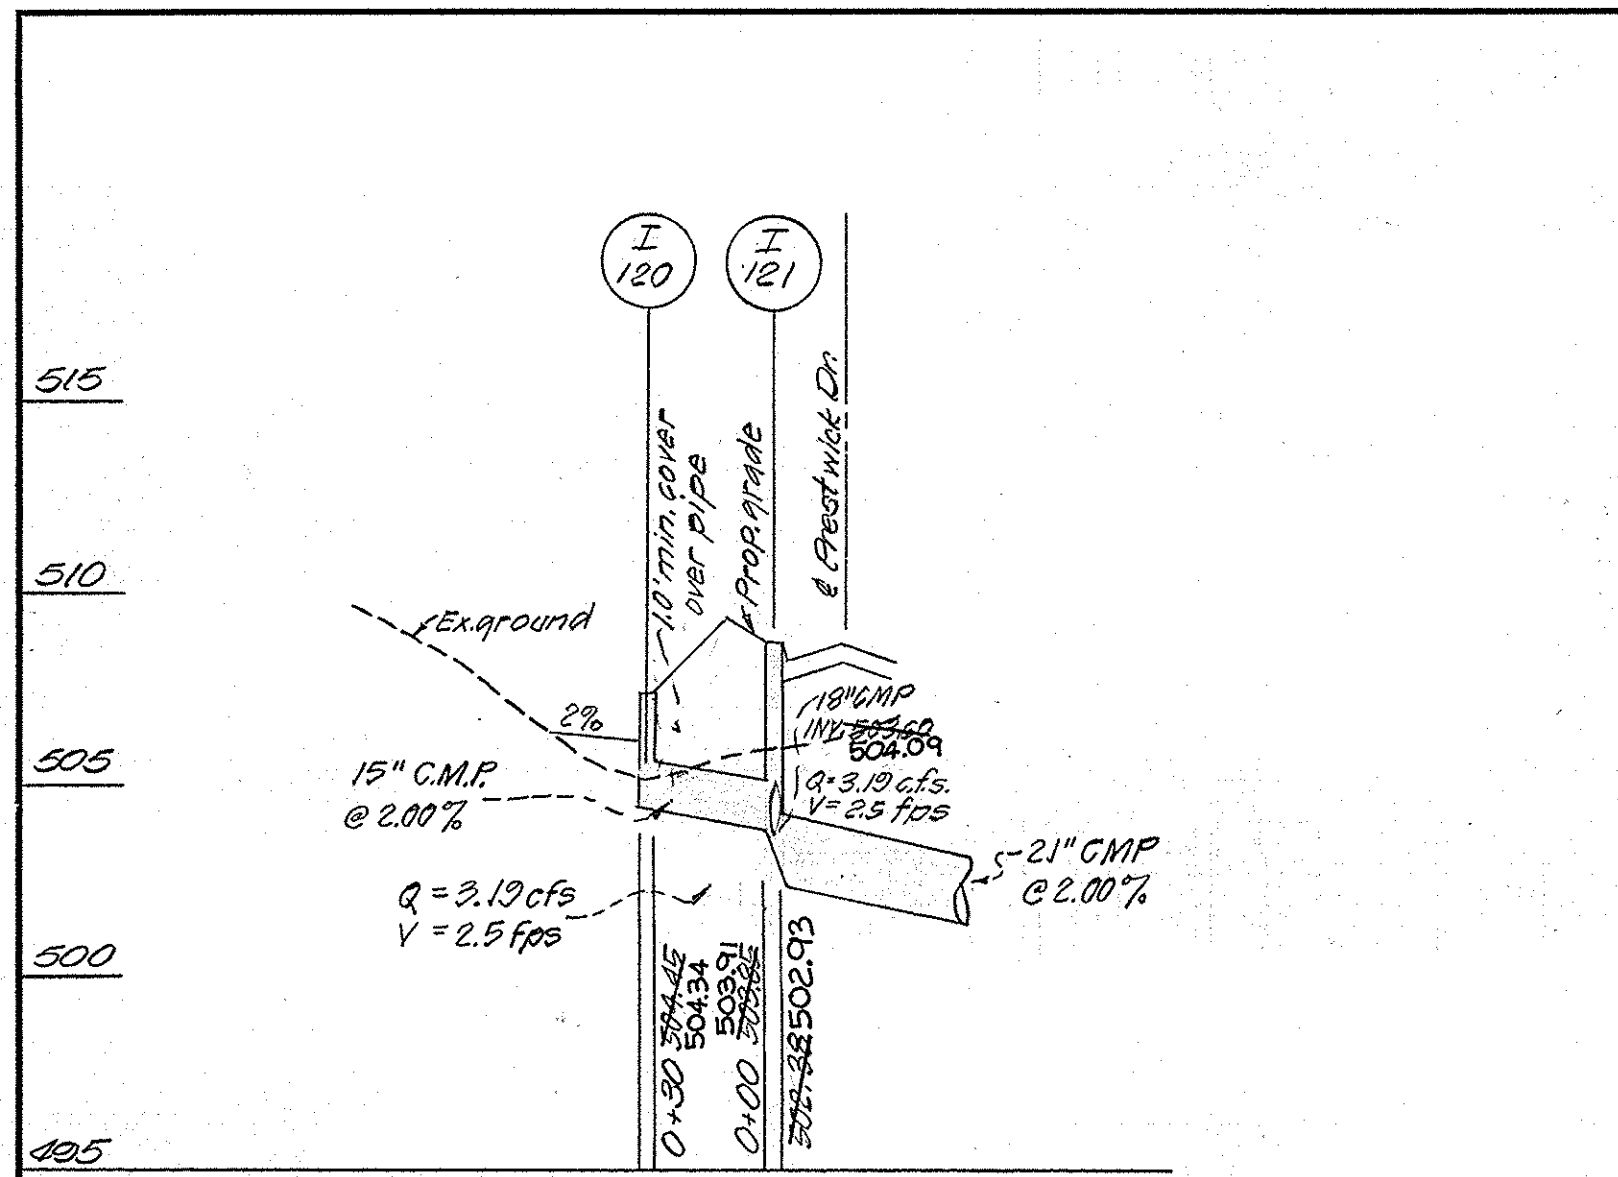 I
120
I
121
515
510
505
500
495
1.0' min. cover
over pipe
Prop. grade
℄ Prestwick Dr.
Ex. ground
2%
15" C.M.P.
@ 2.00%
18" CMP
INV. 503.60
504.09
Q = 3.19 c.f.s.
V = 2.5 fps
21" CMP
@ 2.00%
Q = 3.19 cfs
V = 2.5 fps
0+30 504.45
504.34
503.91
0+00 503.85
502.38 502.93